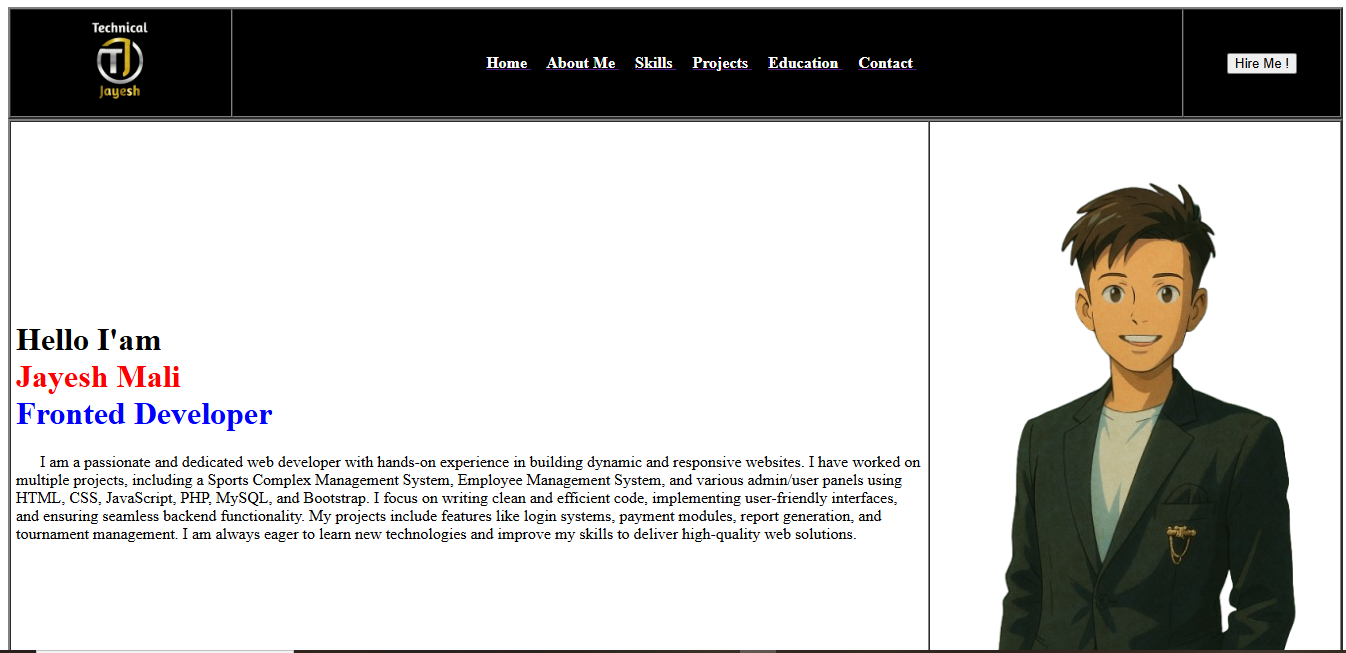 Technical
TJ
Jayesh
Home About Me Skills Projects Education Contact
Hire Me !
Hello I'am
Jayesh Mali
Fronted Developer
I am a passionate and dedicated web developer with hands-on experience in building dynamic and responsive websites. I have worked on
multiple projects, including a Sports Complex Management System, Employee Management System, and various admin/user panels using
HTML, CSS, JavaScript, PHP, MySQL, and Bootstrap. I focus on writing clean and efficient code, implementing user-friendly interfaces,
and ensuring seamless backend functionality. My projects include features like login systems, payment modules, report generation, and
tournament management. I am always eager to learn new technologies and improve my skills to deliver high-quality web solutions.